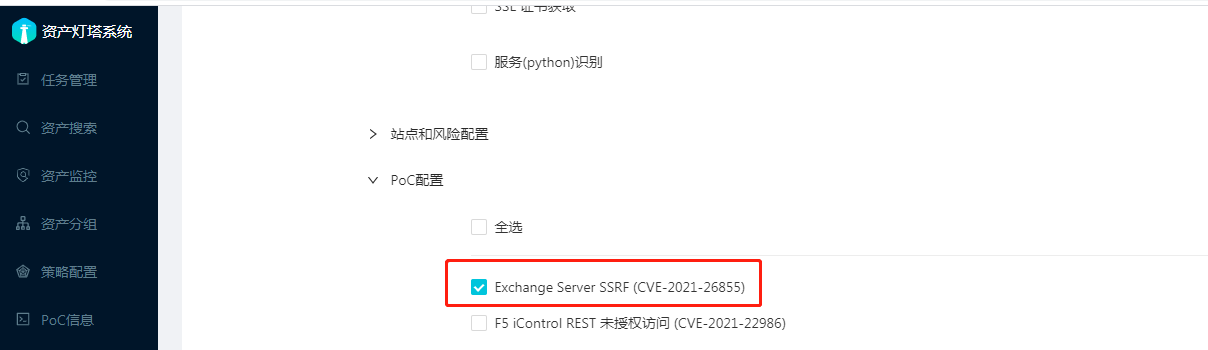 SSL 证书获取
资产灯塔系统
服务(python)识别
任务管理
资产搜索
站点和风险配置
资产监控
PoC配置
资产分组
全选
策略配置
Exchange Server SSRF (CVE-2021-26855)
PoC信息
F5 iControl REST 未授权访问 (CVE-2021-22986)